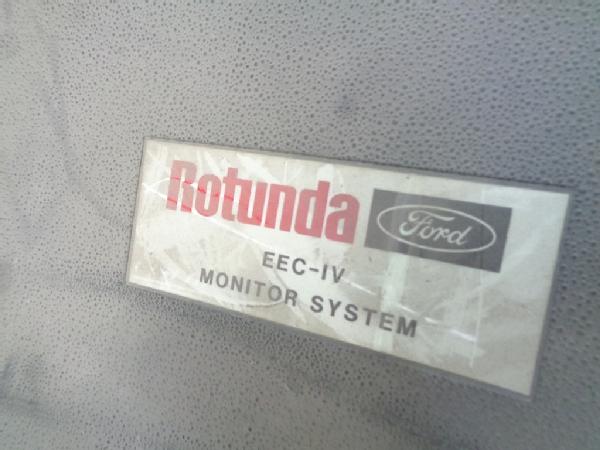 Rotunda Ford
EEC-IV
MONITOR SYSTEM